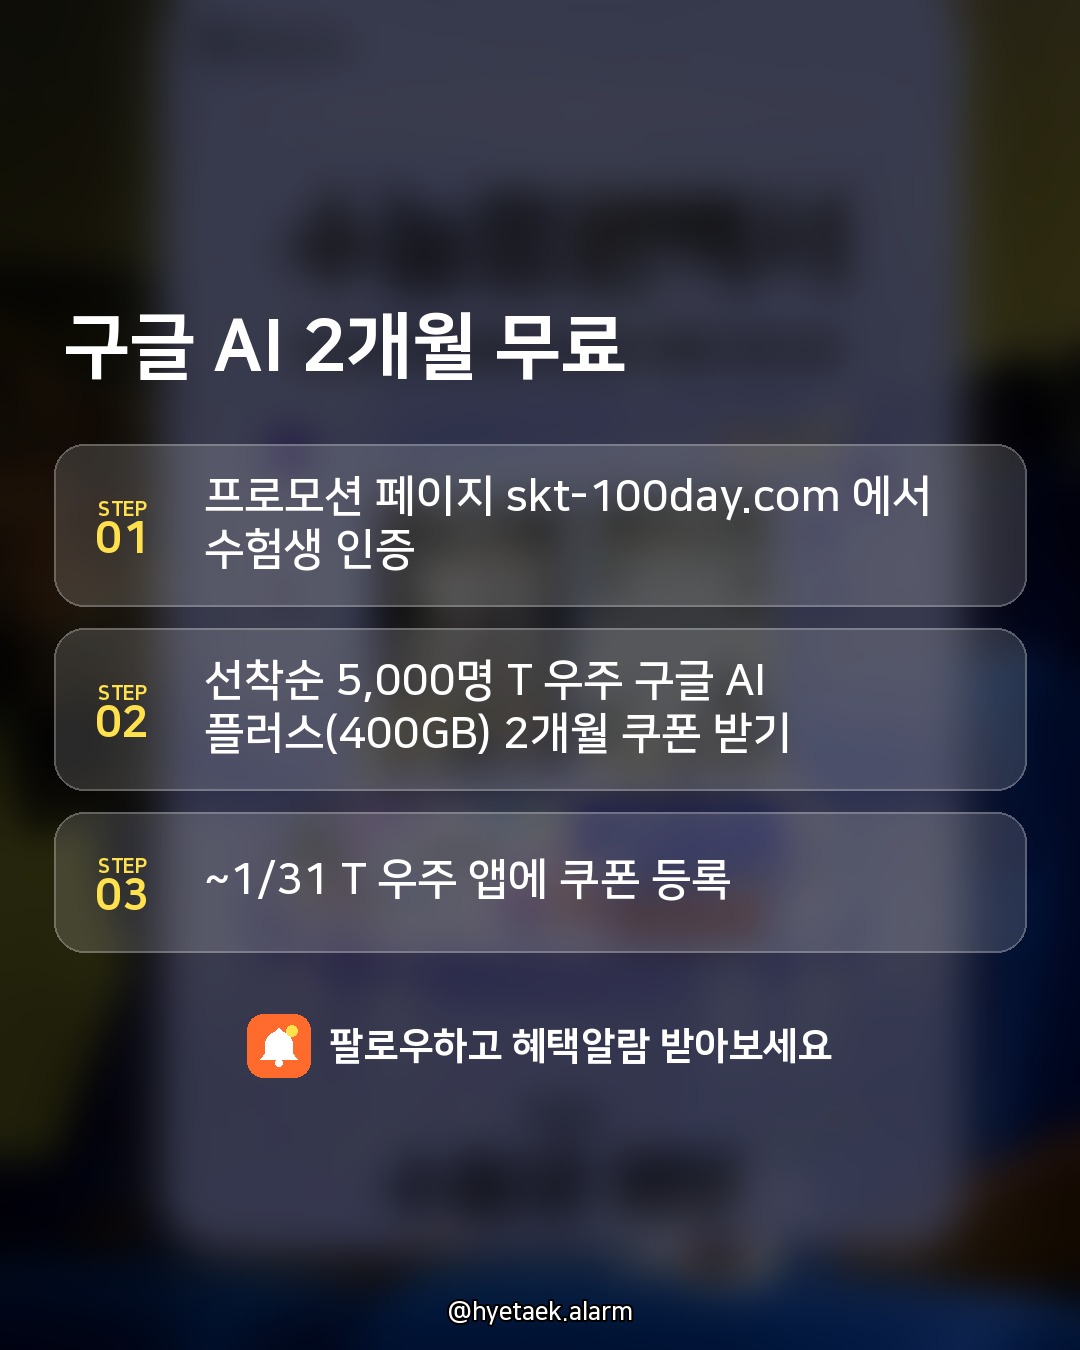 구글 AI 2개월 무료
STEP
01
프로모션 페이지 skt-100day.com 에서
수험생 인증
STEP
02
선착순 5,000명 T 우주 구글 AI
플러스(400GB) 2개월 쿠폰 받기
STEP
03
~1/31 T 우주 앱에 쿠폰 등록
팔로우하고 혜택알람 받아보세요
@hyetaek.alarm